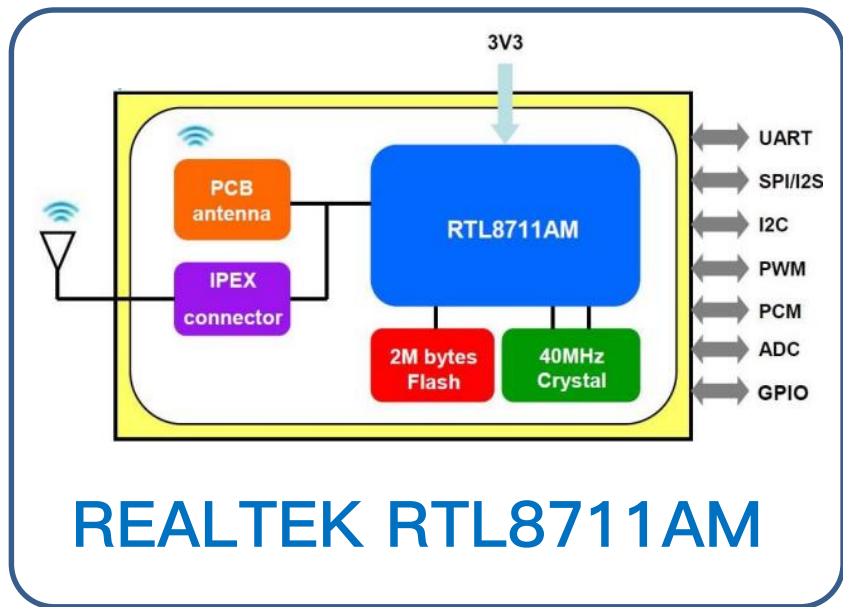 3V3
PCB
antenna
RTL8711AM
IPEX
connector
2M bytes
Flash
40MHz
Crystal
UART
SPI/I2S
I2C
PWM
PCM
ADC
GPIO
REALTEK RTL8711AM